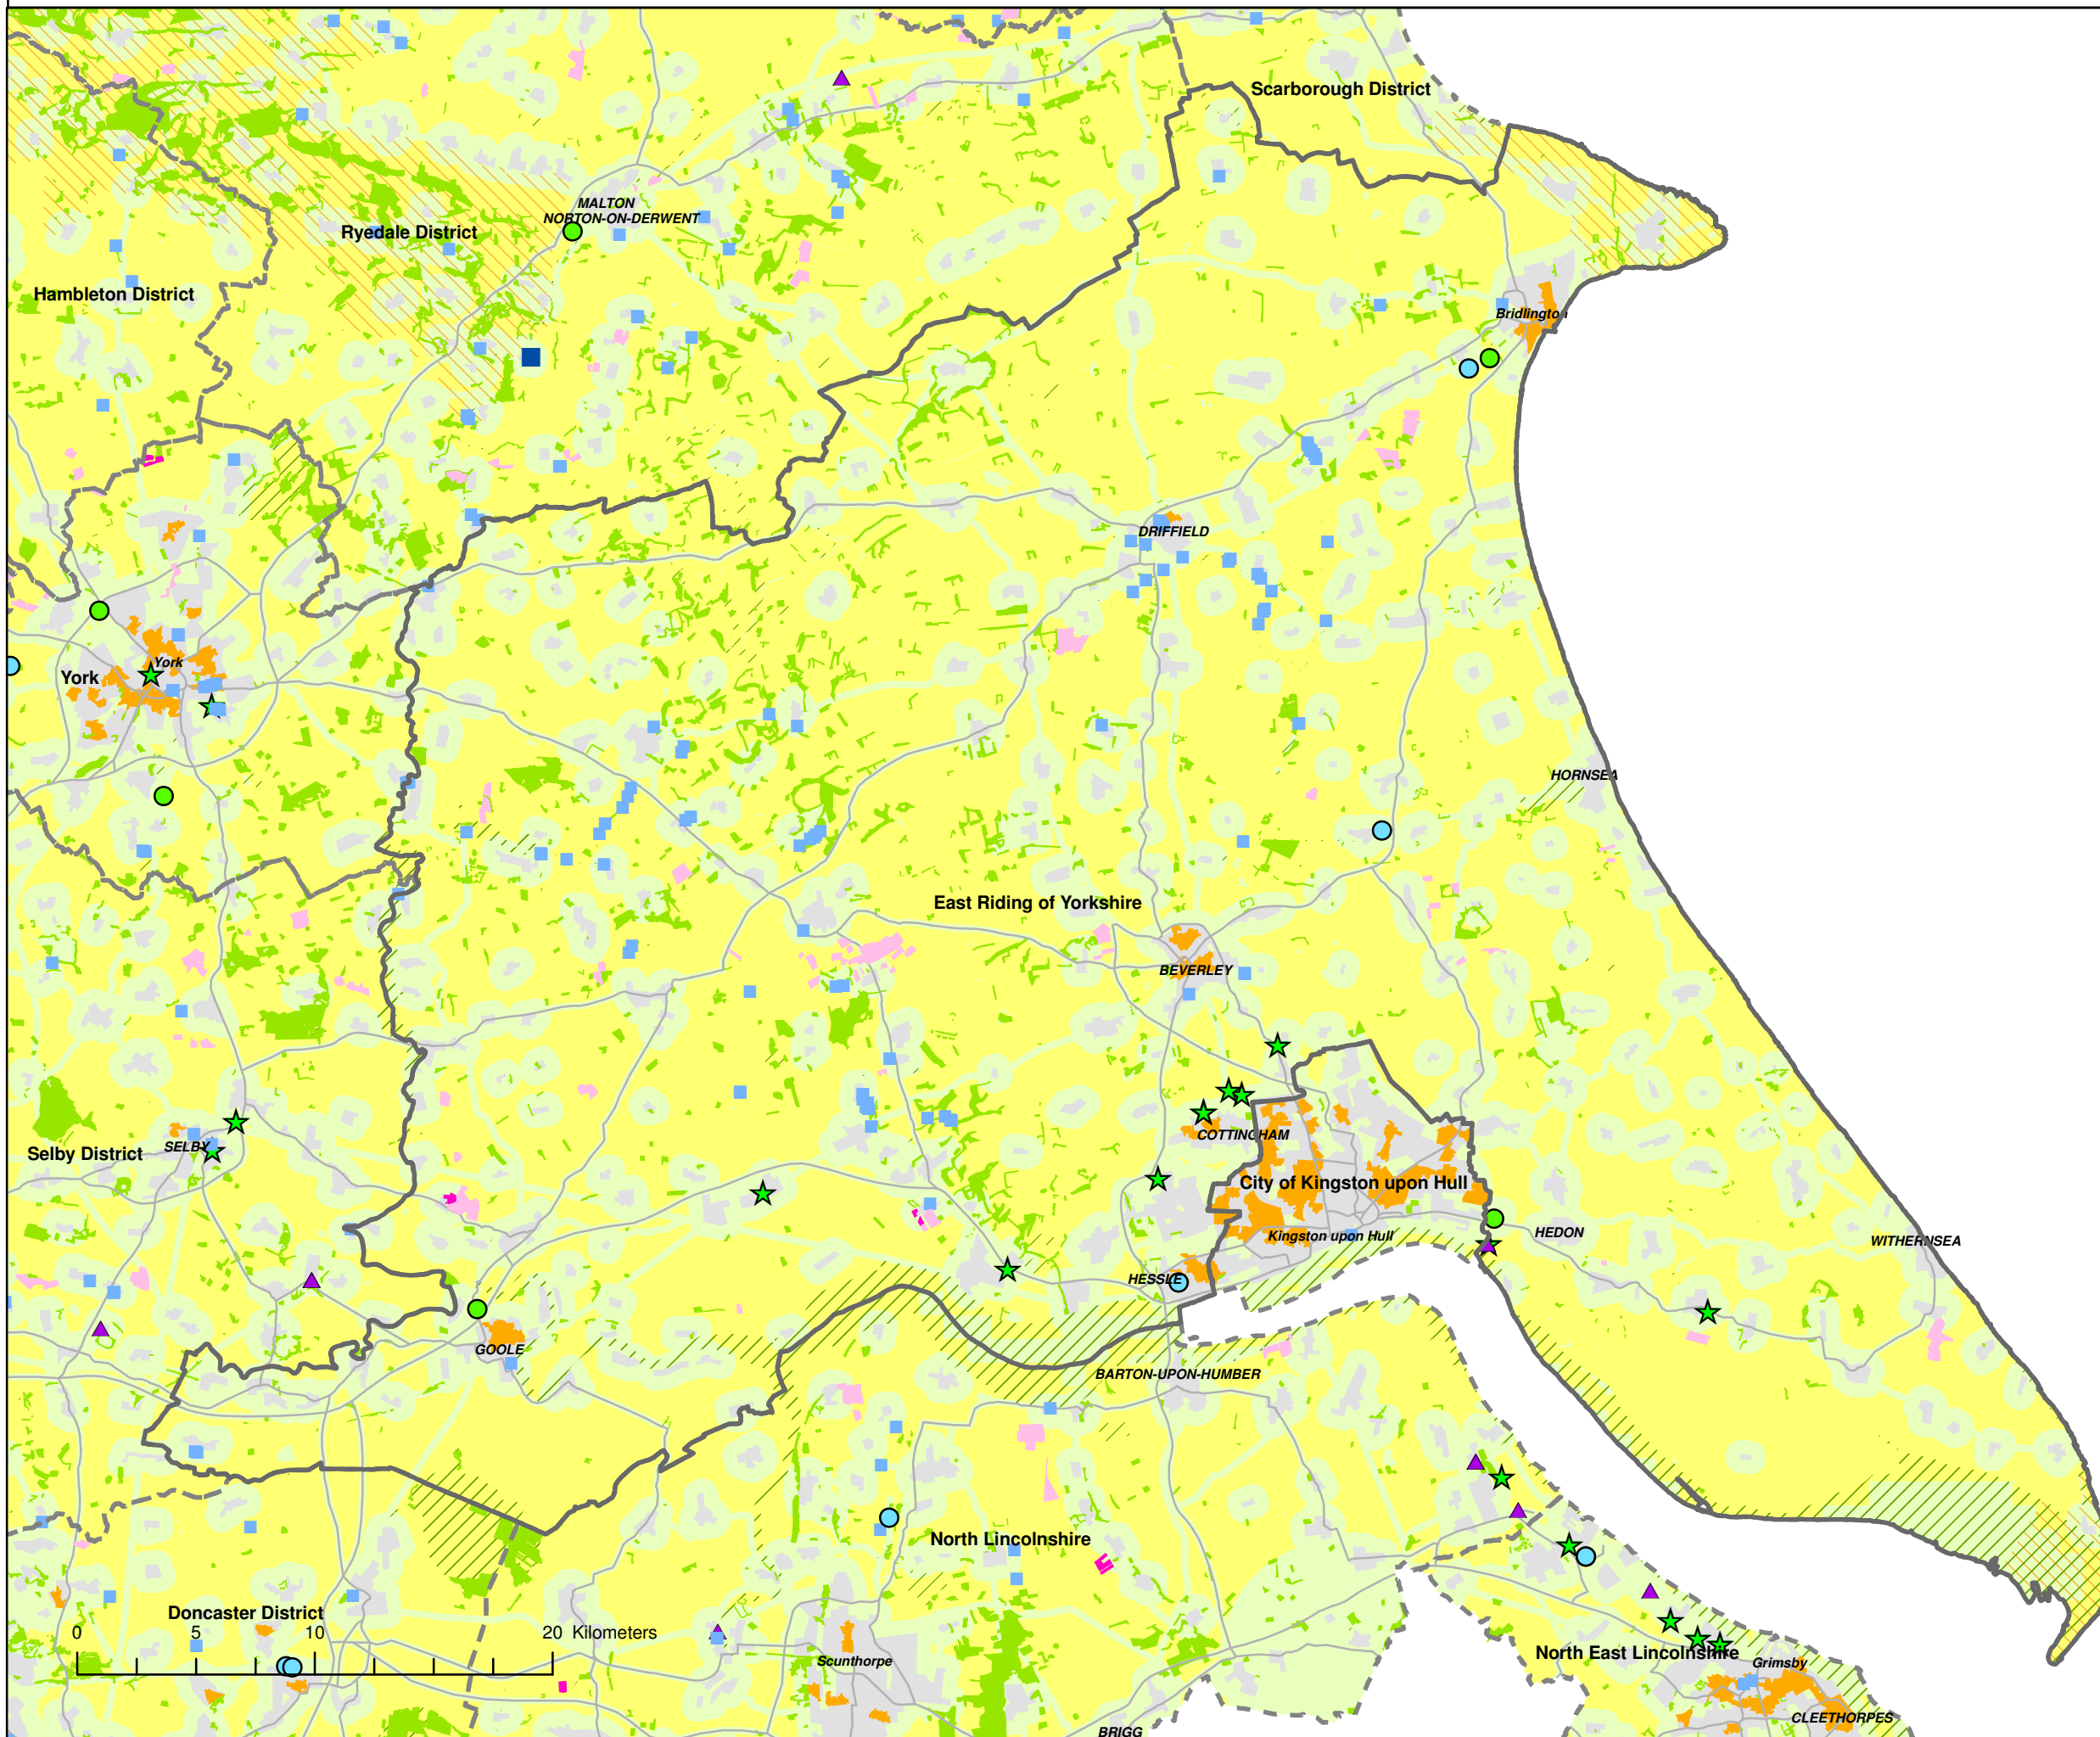 Scarborough District
MALTON
NORTON-ON-DERWENT
Ryedale District
Hambleton District
Bridlington
DRIFFIELD
York
York
HORNSEA
East Riding of Yorkshire
BEVERLEY
COTTINGHAM
SELBY
Selby District
City of Kingston upon Hull
Kingston upon Hull
HEDON
WITHERNSEA
HESSLE
GOOLE
BARTON-UPON-HUMBER
North Lincolnshire
Doncaster District
0 5 10 20 Kilometers
North East Lincolnshire
Scunthorpe
Grimsby
CLEETHORPES
BRIGG